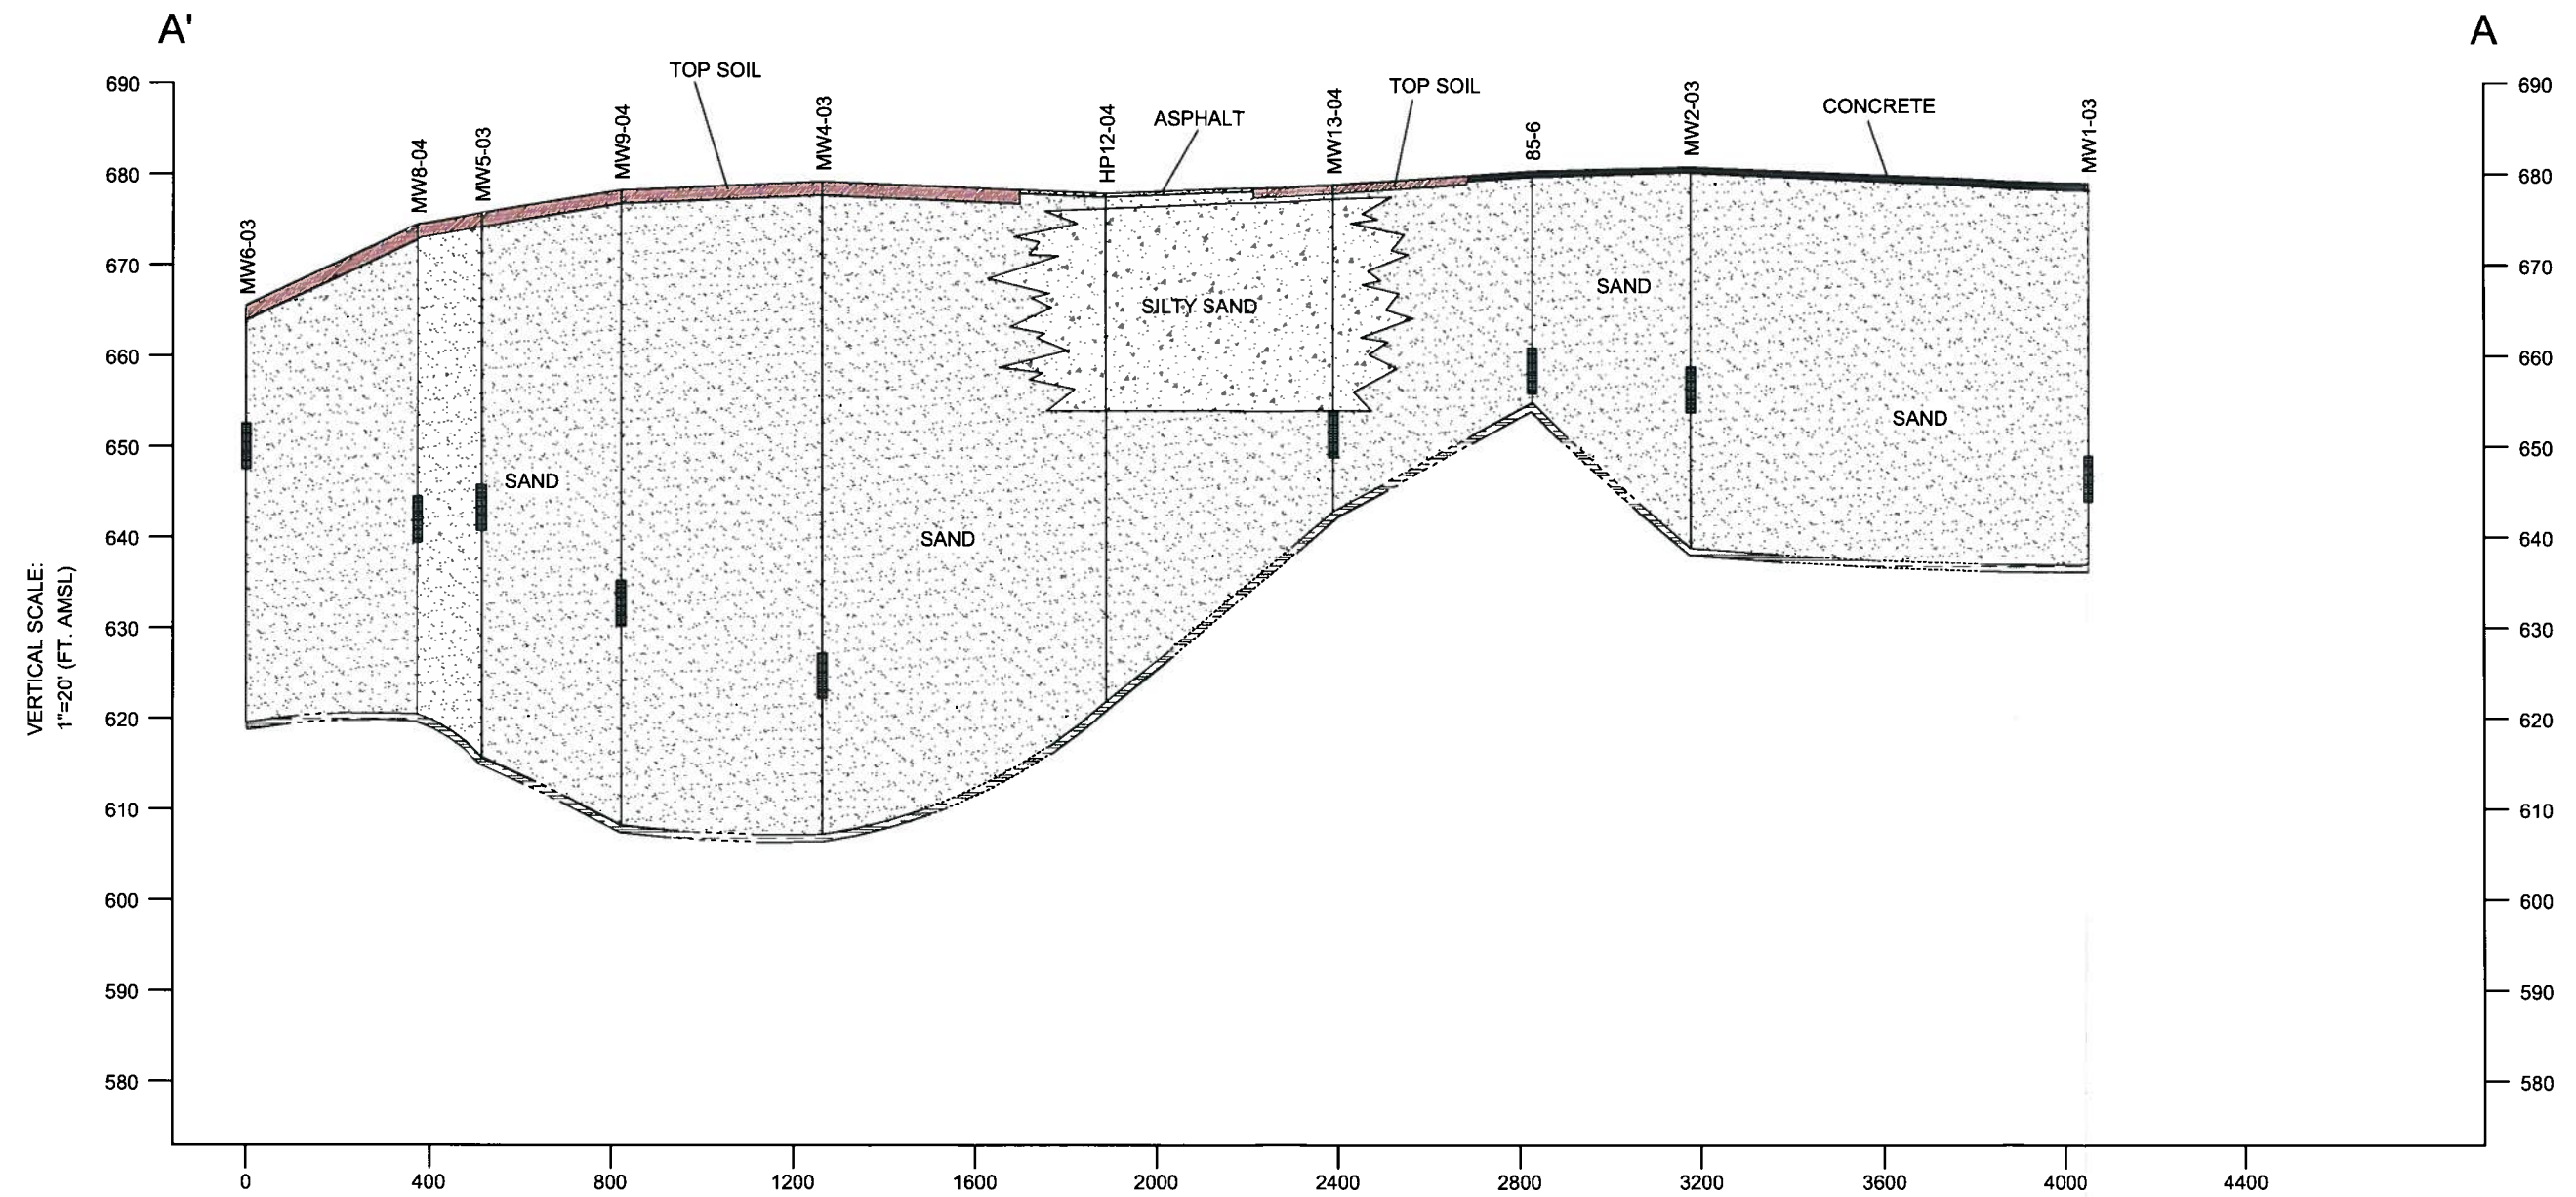 A'
A
TOP SOIL
TOP SOIL
ASPHALT
CONCRETE
MW6-03
MW8-04
MW5-03
MW9-04
MW4-03
HP12-04
MW13-04
85-6
MW2-03
MW1-03
SILTY SAND
SAND
SAND
SAND
SAND
VERTICAL SCALE:
1"=20' (FT. AMSL)
690
680
670
660
650
640
630
620
610
600
590
580
690
680
670
660
650
640
630
620
610
600
590
580
0
400
800
1200
1600
2000
2400
2800
3200
3600
4000
4400